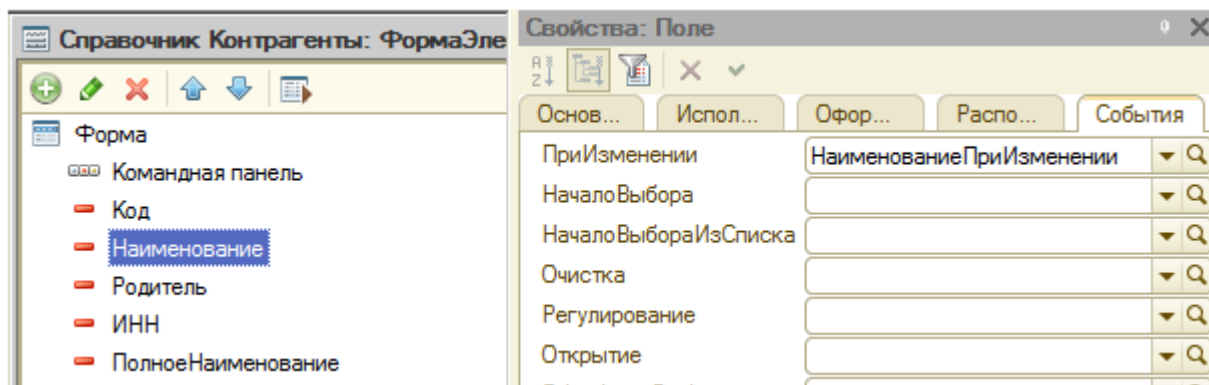 Справочник Контрагенты: ФормаЭле
Форма
Командная панель
Код
Наименование
Родитель
ИНН
ПолноеНаименование
Свойства: Поле
Основ... Испол... Офор... Распо... События
ПриИзменении НаименованиеПриИзменении
НачалоВыбора
НачалоВыбораИзСписка
Очистка
Регулирование
Открытие